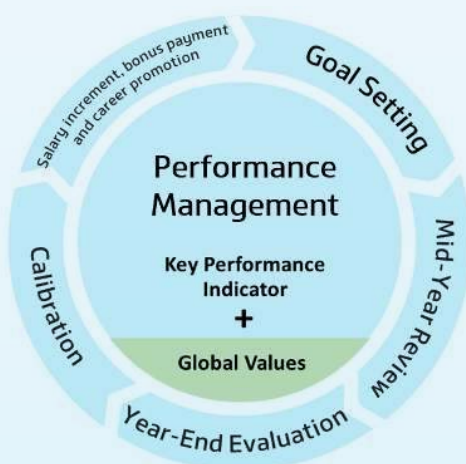 Salary increment, bonus payment
and career promotion
Goal Setting
Performance
Management
Key Performance
Indicator
+
Global Values
Mid-Year Review
Year-End Evaluation
Calibration